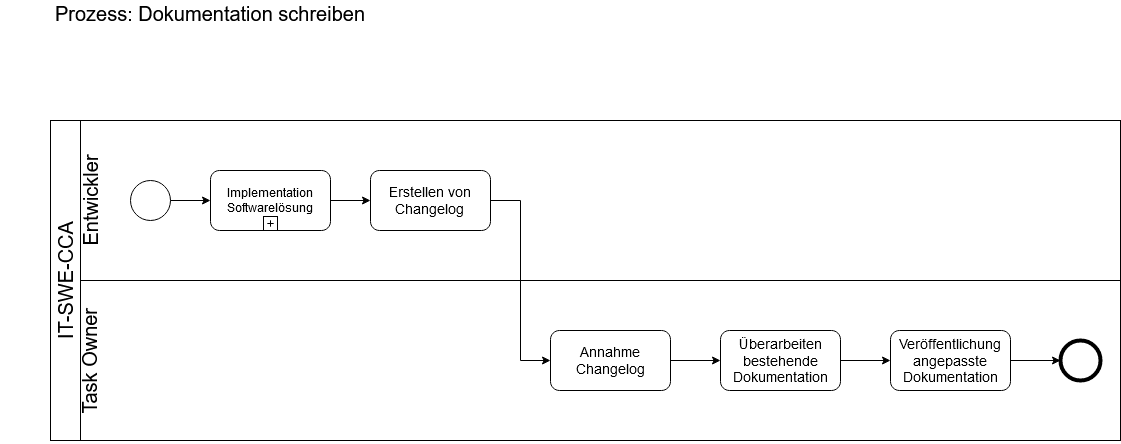 Prozess: Dokumentation schreiben
IT-SWE-CCA
Entwickler
Implementation
Softwarelösung
+
Erstellen von
Changelog
Task Owner
Annahme
Changelog
Überarbeiten
bestehende
Dokumentation
Veröffentlichung
angepasste
Dokumentation